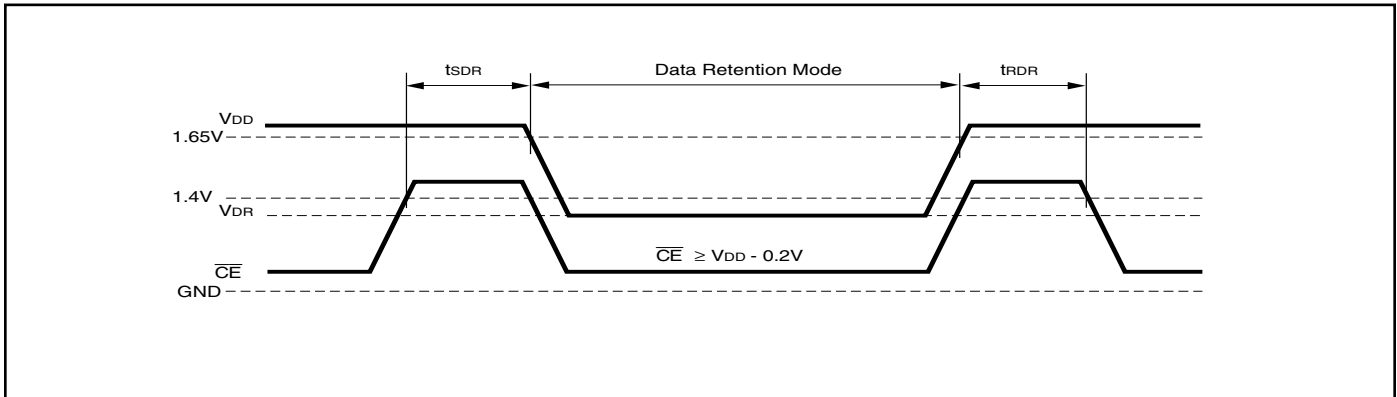 tSDR Data Retention Mode tRDR
VDD
1.65V
1.4V
VDR
CE ≥ VDD - 0.2V
CE
GND